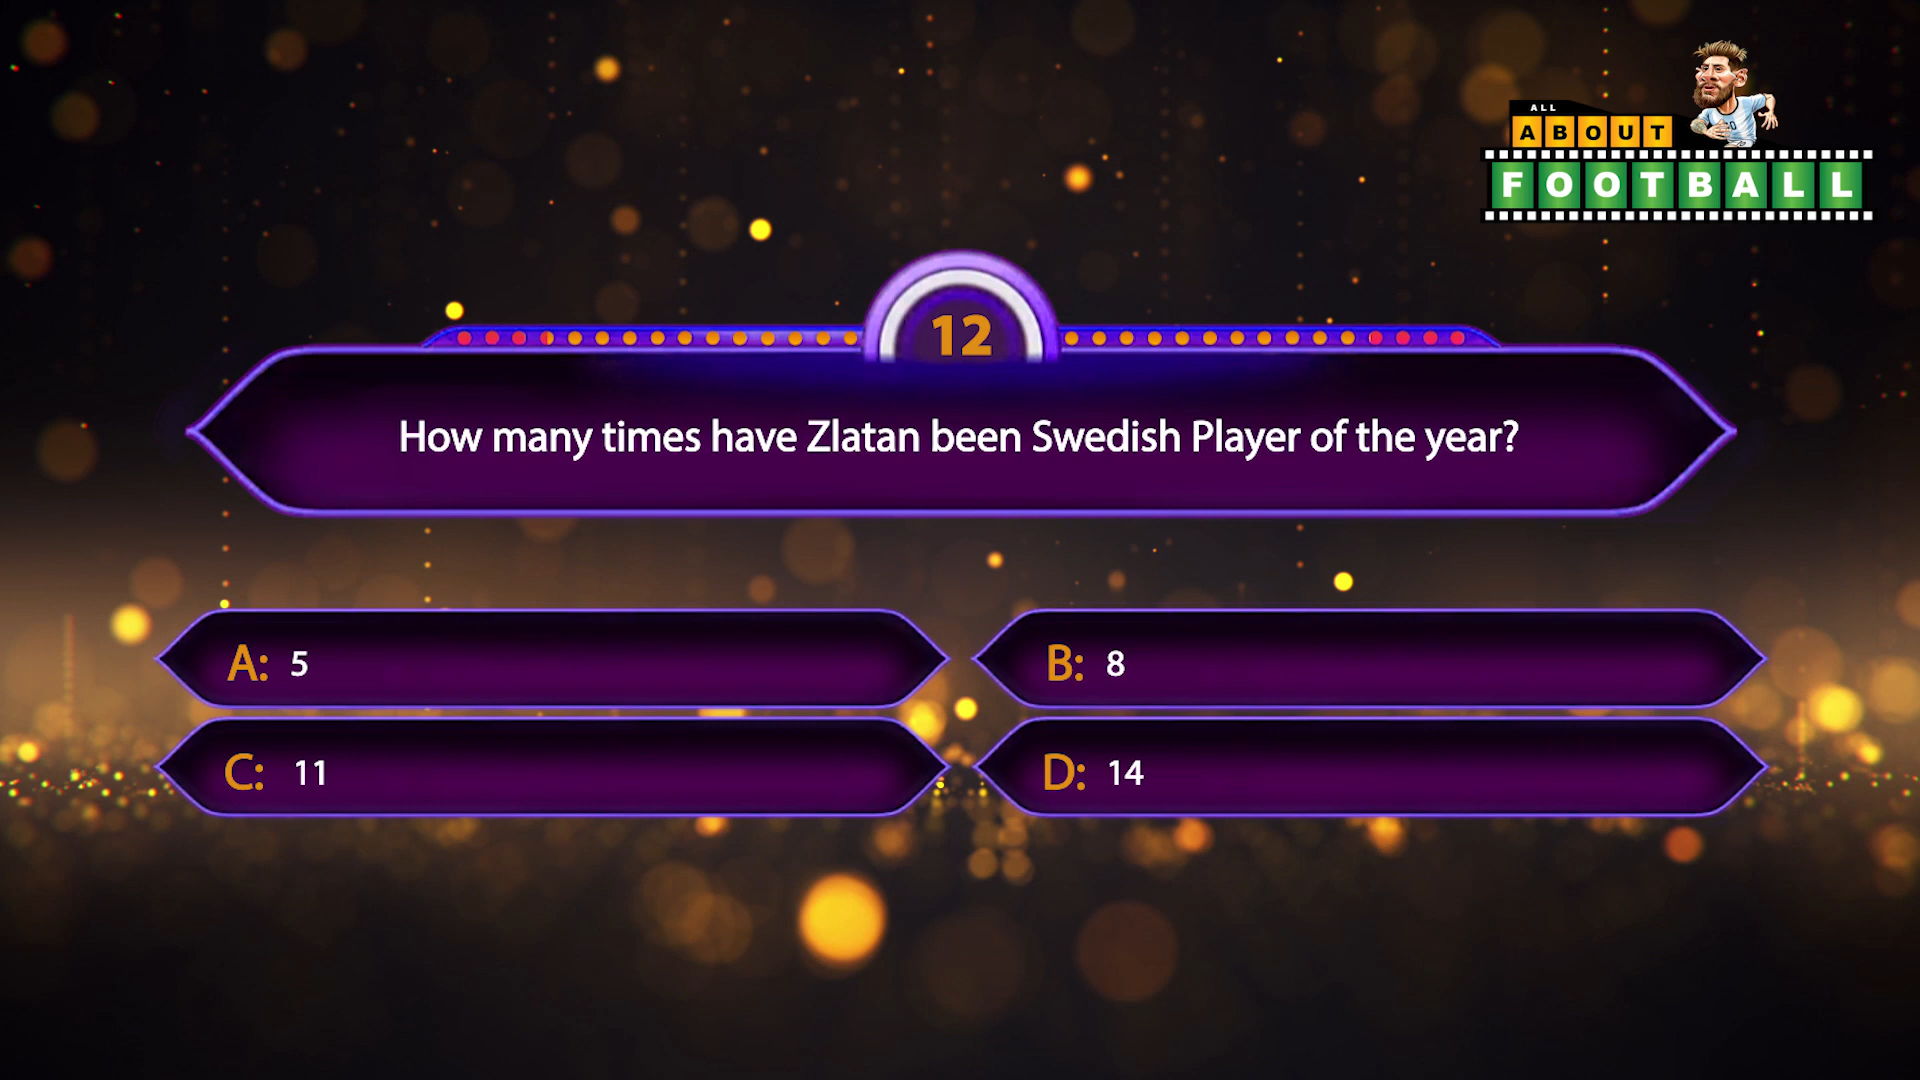 ALL
ABOUT
FOOTBALL
12
How many times have Zlatan been Swedish Player of the year?
A: 5
B: 8
C: 11
D: 14